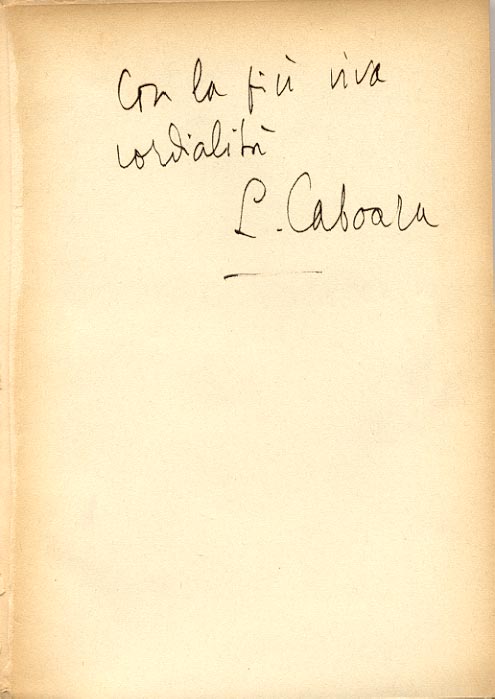 Con la più viva
cordialità
L. Caboara